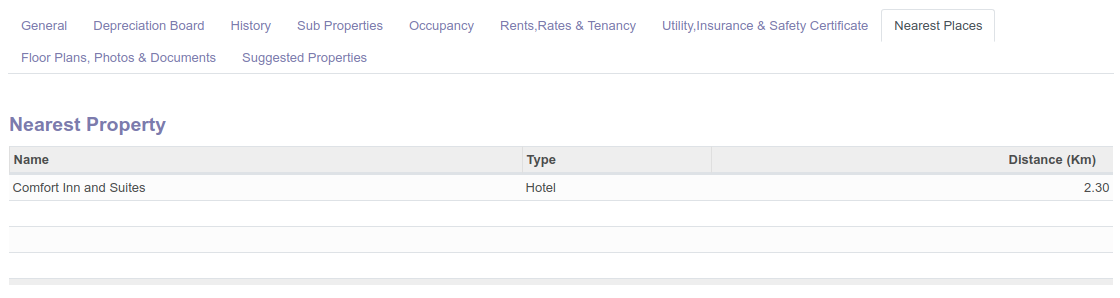 General Depreciation Board History Sub Properties Occupancy Rents,Rates & Tenancy Utility,Insurance & Safety Certificate Nearest Places
Floor Plans, Photos & Documents Suggested Properties
Nearest Property
Name Type Distance (Km)
Comfort Inn and Suites Hotel 2.30